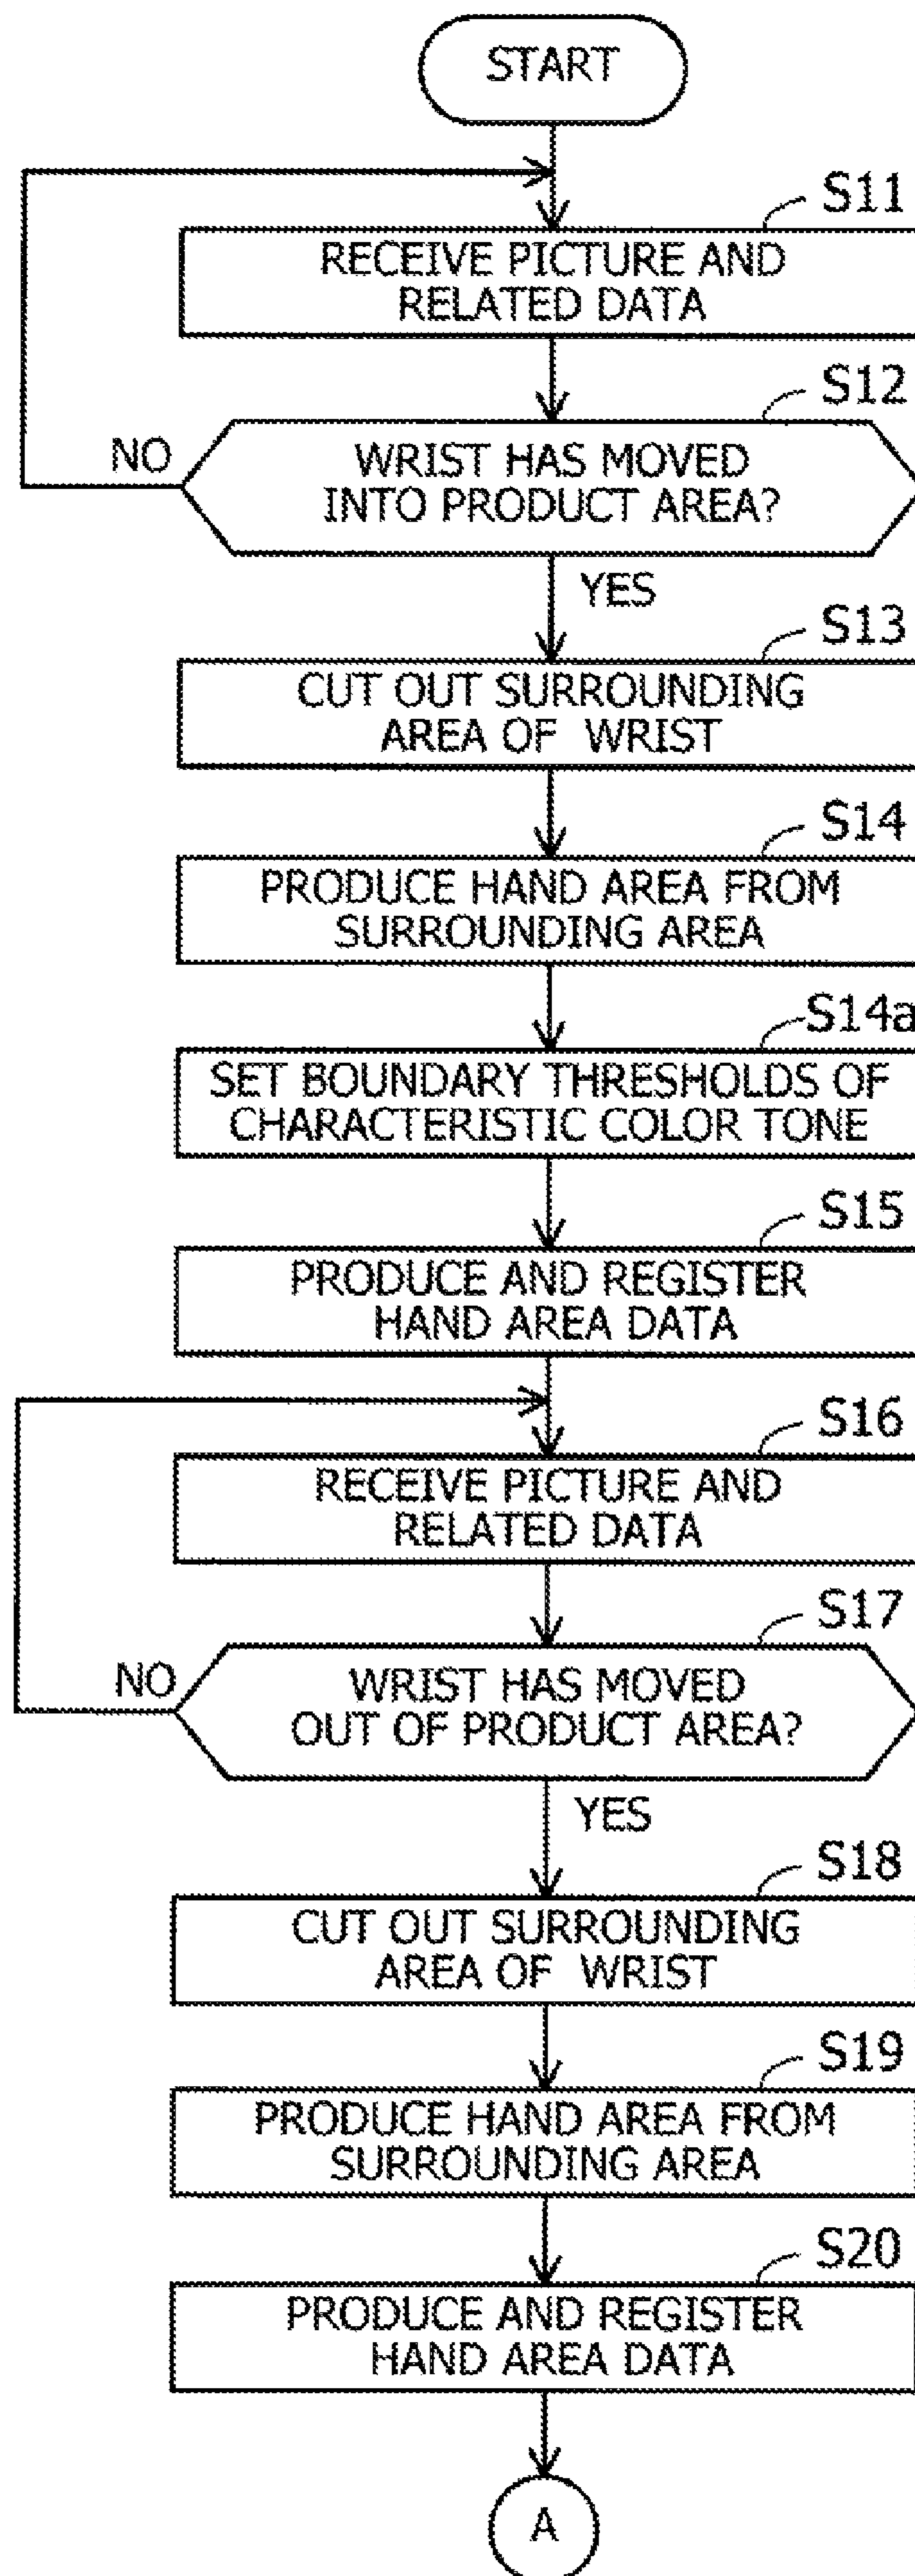 START
S11
RECEIVE PICTURE AND
RELATED DATA
S12
NO
WRIST HAS MOVED
INTO PRODUCT AREA?
YES
S13
CUT OUT SURROUNDING
AREA OF WRIST
S14
PRODUCE HAND AREA FROM
SURROUNDING AREA
S14a
SET BOUNDARY THRESHOLDS OF
CHARACTERISTIC COLOR TONE
S15
PRODUCE AND REGISTER
HAND AREA DATA
S16
RECEIVE PICTURE AND
RELATED DATA
S17
NO
WRIST HAS MOVED
OUT OF PRODUCT AREA?
YES
S18
CUT OUT SURROUNDING
AREA OF WRIST
S19
PRODUCE HAND AREA FROM
SURROUNDING AREA
S20
PRODUCE AND REGISTER
HAND AREA DATA
A